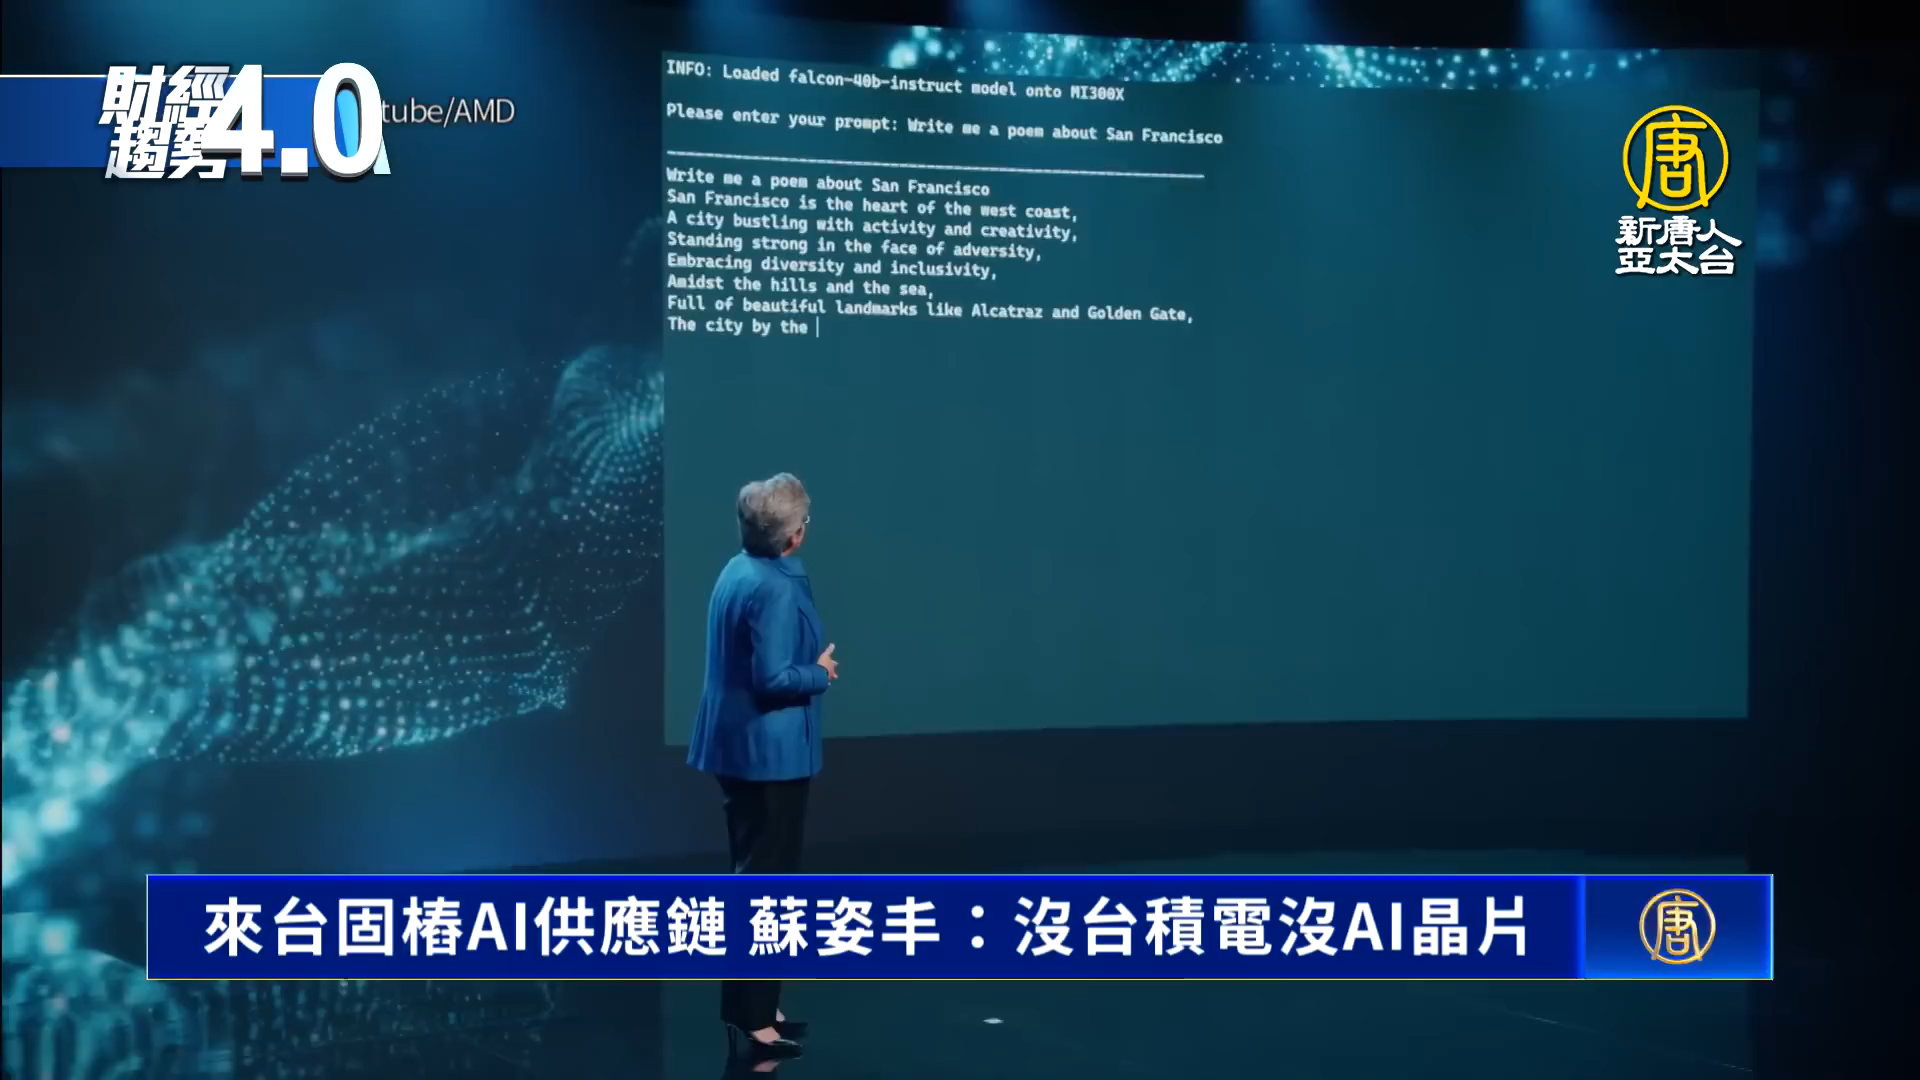 財經
趨勢4.0
tube/AMD
INFO: Loaded falcon-40b-instruct model onto MI300X
Please enter your prompt: Write me a poem about San Francisco
Write me a poem about San Francisco
San Francisco is the heart of the west coast,
A city bustling with activity and creativity,
Standing strong in the face of adversity,
Embracing diversity and inclusivity,
Amidst the hills and the sea,
Full of beautiful landmarks like Alcatraz and Golden Gate,
The city by the
唐
新唐人
亞太台
來台固樁AI供應鏈 蘇姿丰：沒台積電沒AI晶片
唐